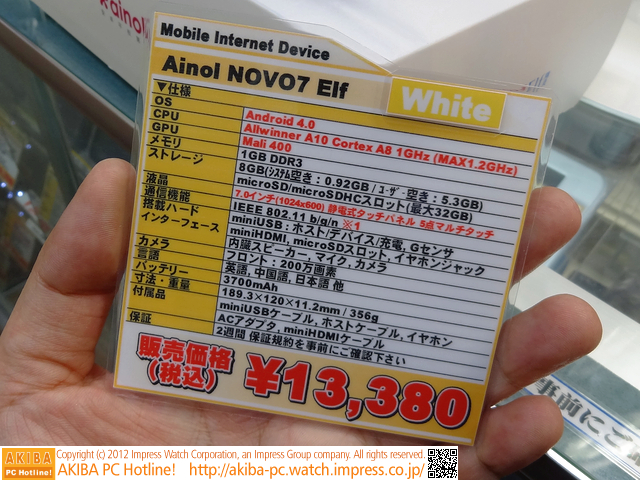 ainol
Mobile Internet Device
Ainol NOVO7 Elf
White
▼仕様
OS Android 4.0
CPU Allwinner A10 Cortex A8 1GHz (MAX1.2GHz)
GPU Mali 400
メモリ 1GB DDR3
ストレージ 8GB(ｼｽﾃﾑ空き：0.92GB / ﾕｰｻﾞｰ空き：5.3GB)
microSD/microSDHCスロット(最大32GB)
液晶 7.0インチ(1024x600) 静電式タッチパネル 5点マルチタッチ
通信機能 IEEE 802.11 b/g/n ※1
搭載ハード miniUSB：ホスト/デバイス/充電, Gセンサ
インターフェース miniHDMI, microSDスロット, イヤホンジャック
内臓スピーカー, マイク, カメラ
カメラ フロント：200万画素
言語 英語, 中国語, 日本語 他
バッテリー 3700mAh
寸法・重量 189.3×120×11.2mm / 356g
付属品 miniUSBケーブル, ホストケーブル, イヤホン
ACアダプタ, miniHDMIケーブル
保証 2週間 保証規約を事前にご確認下さい
販売価格
(税込)
¥13,380
事前にご
AKIBA
PC Hotline!
Copyright (c) 2012 Impress Watch Corporation, an Impress Group company. All rights reserved.
AKIBA PC Hotline! http://akiba-pc.watch.impress.co.jp/